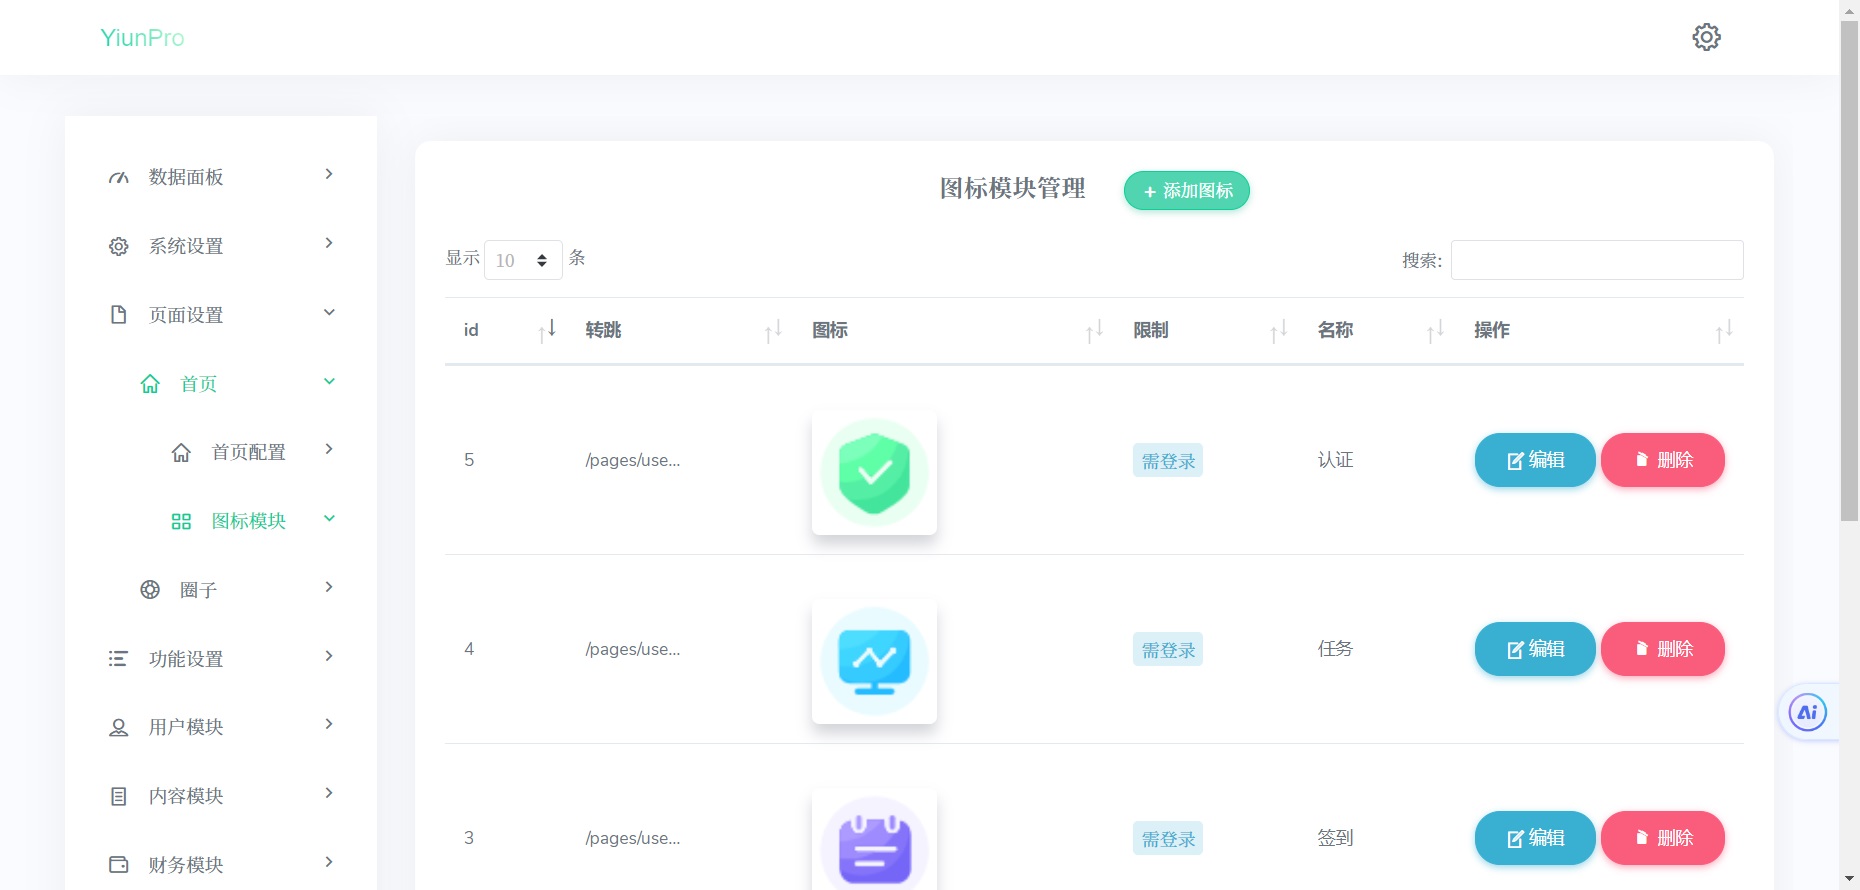 YiunPro
数据面板
系统设置
页面设置
首页
首页配置
图标模块
圈子
功能设置
用户模块
内容模块
财务模块
图标模块管理 + 添加图标
显示 10 条 搜索:
id 转跳 图标 限制 名称 操作
5 /pages/use... 需登录 认证 编辑 删除
4 /pages/use... 需登录 任务 编辑 删除
3 /pages/use... 需登录 签到 编辑 删除
Ai